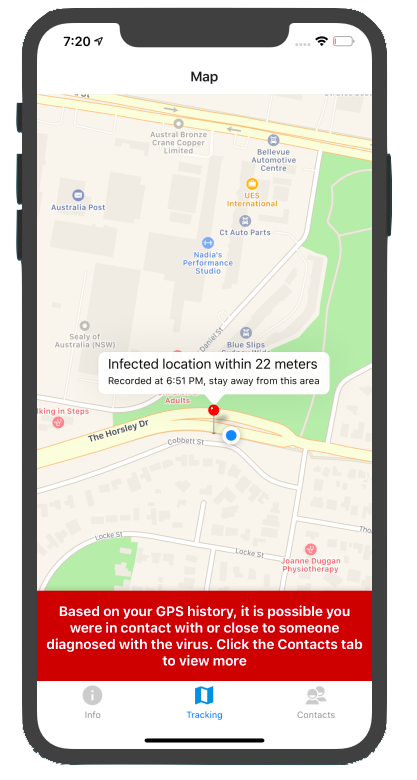 7:20
Map
Austral Bronze
Crane Copper
Limited
Bellevue
Automotive
Centre
Australia Post
UES
International
Ct Auto Parts
Nadia's
Performance
Studio
Daniel St
Sealy of
Australia (NSW)
Blue Slips
Infected location within 22 meters
Recorded at 6:51 PM, stay away from this area
Adults
lking in Steps
The Horsley Dr
Cobbett St
Locke St
Locke St
Joanne Duggan
Physiotherapy
Based on your GPS history, it is possible you
were in contact with or close to someone
diagnosed with the virus. Click the Contacts tab
to view more
Info
Tracking
Contacts